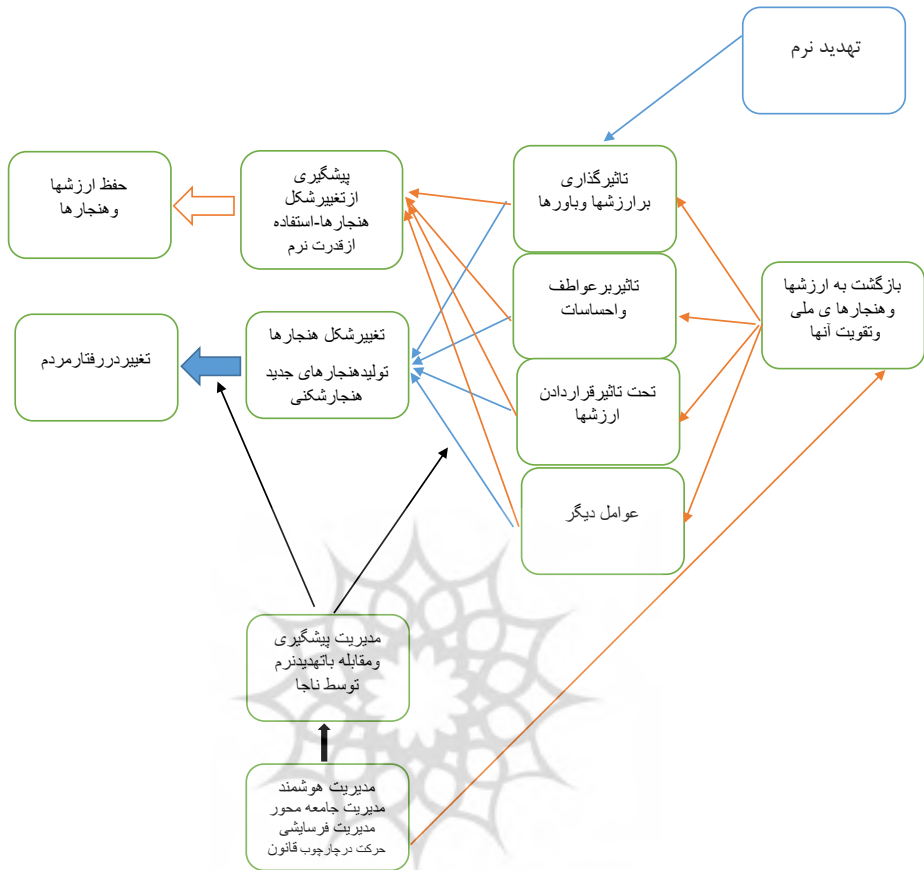 تهدید نرم
تاثیرگذاری
برارزشها وباورها
پیشگیری
ازتغییرشکل
هنجارها-استفاده
ازقدرت نرم
حفظ ارزشها
وهنجارها
تاثیربرعواطف
واحساسات
بازگشت به ارزشها
وهنجارها ی ملی
وتقویت آنها
تغییرشکل هنجارها
تولیدهنجارهای جدید
هنجارشکنی
تغییردررفتارمردم
تحت تاثیرقراردادن
ارزشها
عوامل دیگر
مدیریت پیشگیری
ومقابله باتهدیدنرم
توسط ناجا
مدیریت هوشمند
مدیریت جامعه محور
مدیریت فرسایشی
حرکت درچارچوب قانون